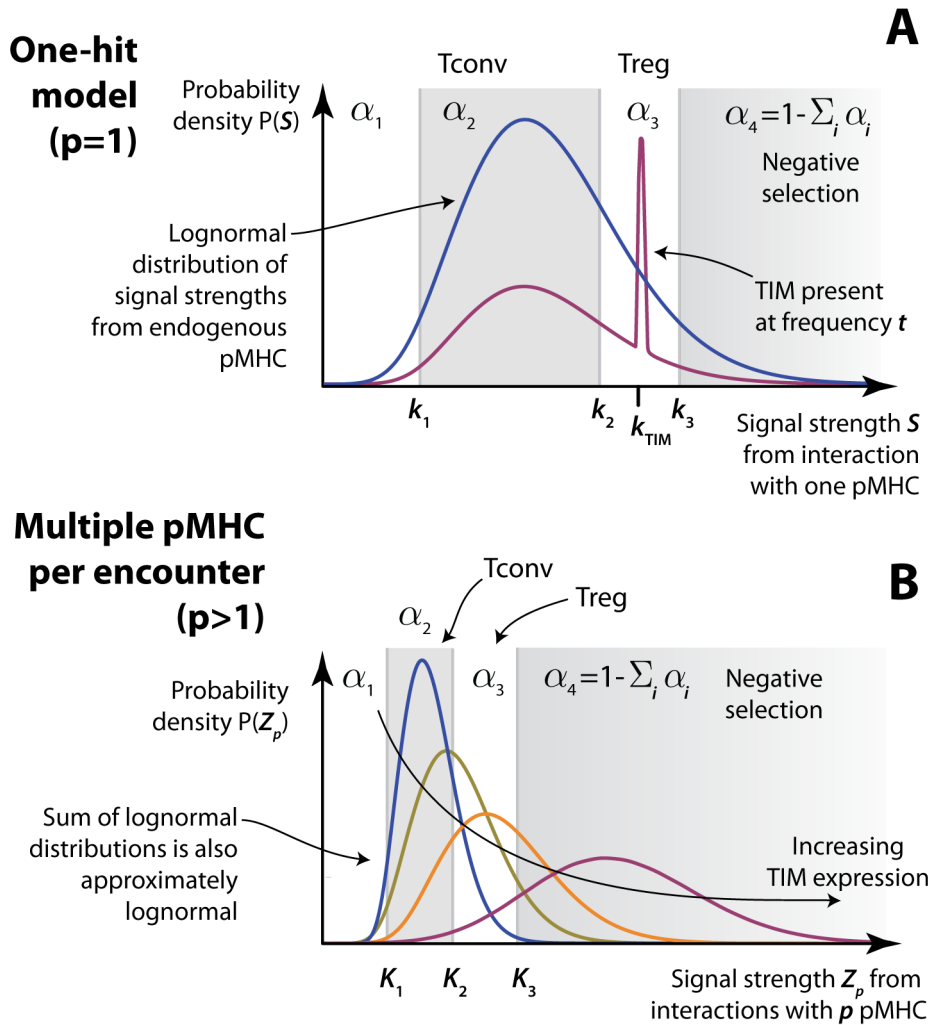 A
One-hit
model
(p=1)
Tconv
Treg
Probability
density P(S)
α1
α2
α3
α4=1-∑i αi
Negative
selection
Lognormal
distribution of
signal strengths
from endogenous
pMHC
TIM present
at frequency t
k1
k2
kTIM
k3
Signal strength S
from interaction
with one pMHC
Multiple pMHC
per encounter
(p>1)
B
Tconv
Treg
α2
Probability
density P(Zp)
α1
α3
α4=1-∑i αi
Negative
selection
Sum of lognormal
distributions is also
approximately
lognormal
Increasing
TIM expression
K1
K2
K3
Signal strength Zp from
interactions with p pMHC